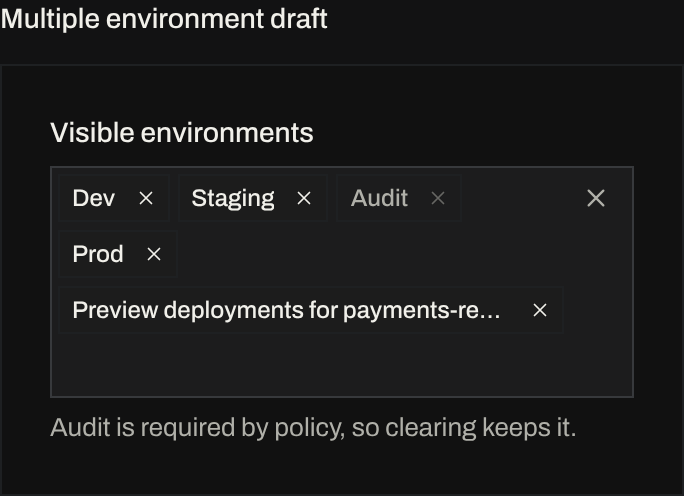 Multiple environment draft
Visible environments
Dev Staging Audit
Prod
Preview deployments for payments-re...
Audit is required by policy, so clearing keeps it.